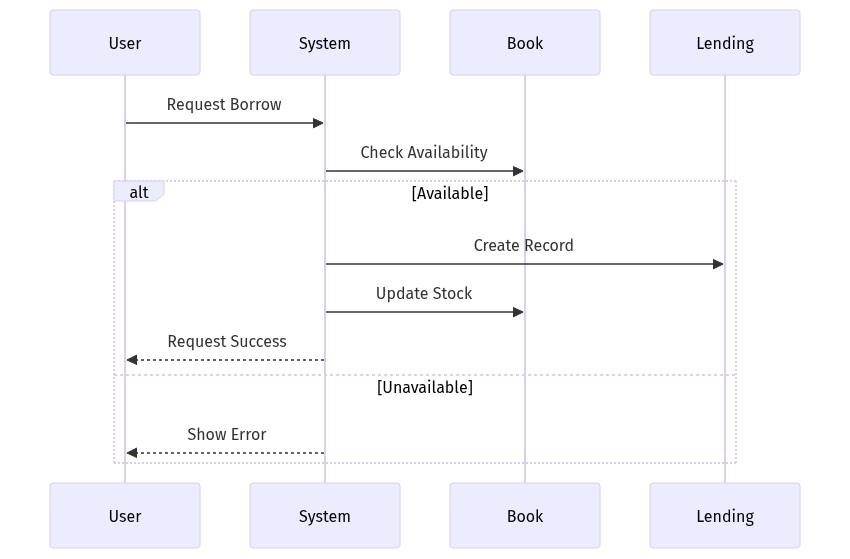 User
System
Book
Lending
Request Borrow
Check Availability
alt
[Available]
Create Record
Update Stock
Request Success
[Unavailable]
Show Error
User
System
Book
Lending